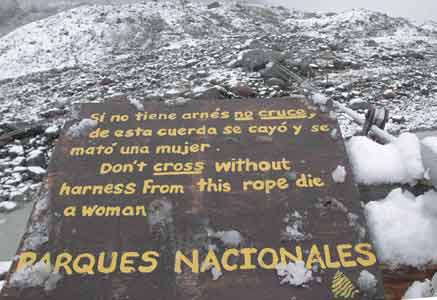 Si no tiene arnés no cruce,
de esta cuerda se cayó y se
mató una mujer.
Don't cross without
harness From this rope die
a woman
PARQUES NACIONALES